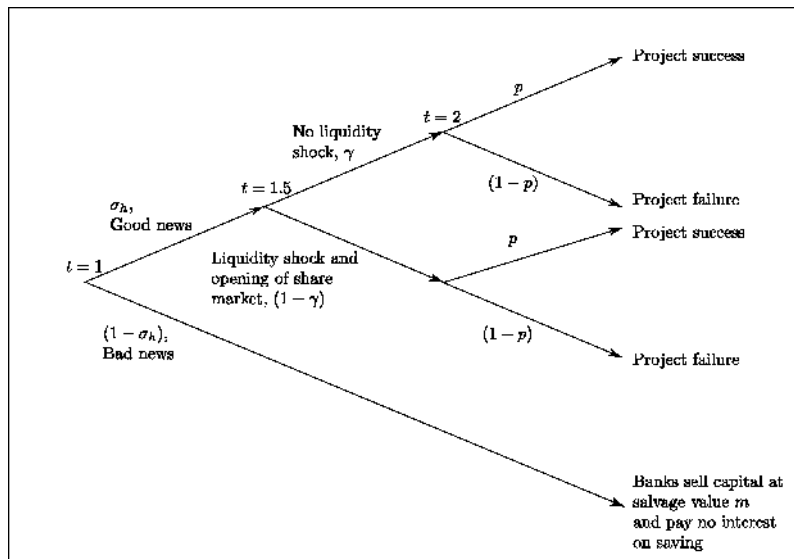 Project success
p
t = 2
No liquidity
shock, γ
(1 − p)
t = 1.5
Project failure
σₕ,
Good news
p
Project success
Liquidity shock and
opening of share
market, (1 − γ)
t = 1
(1 − σₕ),
Bad news
(1 − p)
Project failure
Banks sell capital at
salvage value m
and pay no interest
on saving